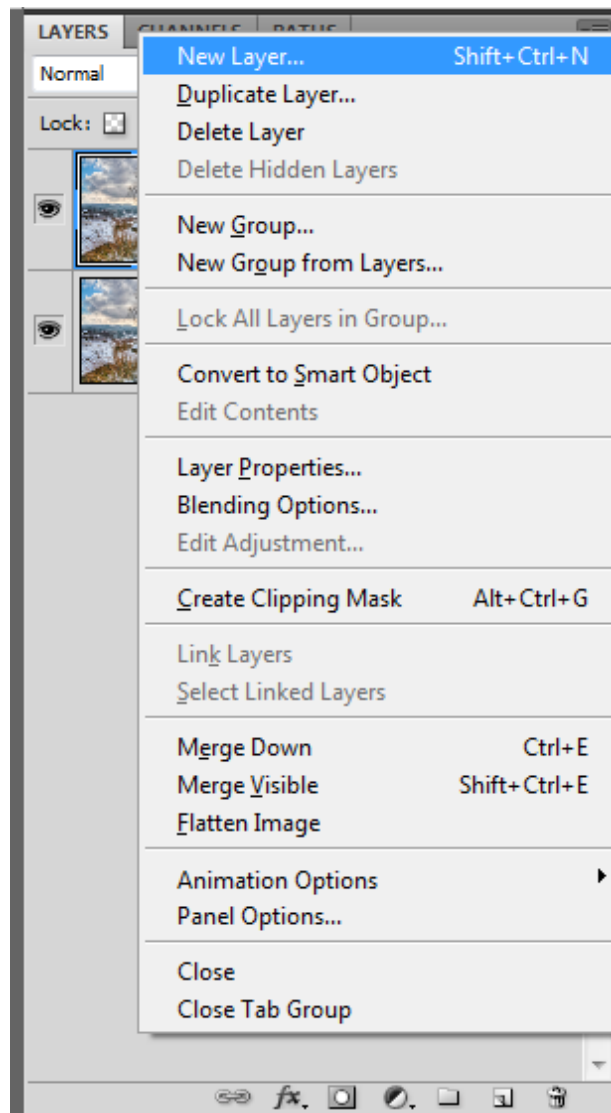 LAYERS CHANNELS PATHS
Normal
New Layer... Shift+Ctrl+N
Duplicate Layer...
Lock:
Delete Layer
Delete Hidden Layers
New Group...
New Group from Layers...
Lock All Layers in Group...
Convert to Smart Object
Edit Contents
Layer Properties...
Blending Options...
Edit Adjustment...
Create Clipping Mask Alt+Ctrl+G
Link Layers
Select Linked Layers
Merge Down Ctrl+E
Merge Visible Shift+Ctrl+E
Flatten Image
Animation Options
Panel Options...
Close
Close Tab Group
fx.